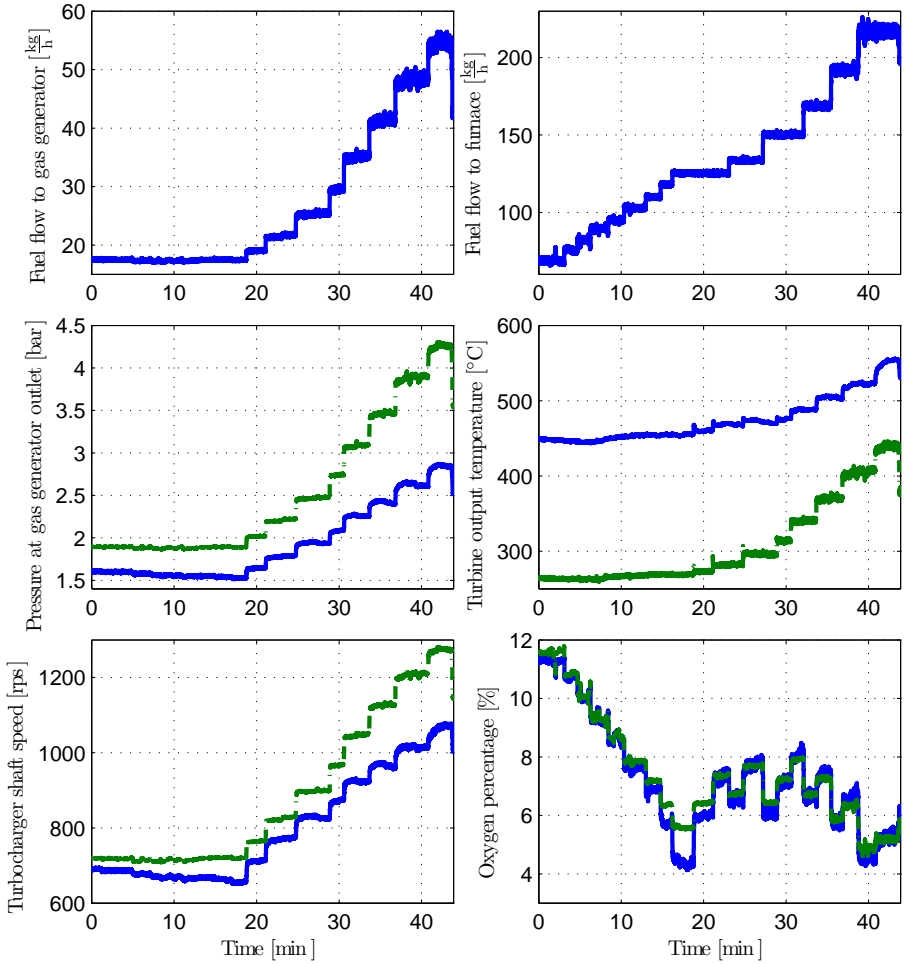 Fuel flow to gas generator [kg/h]
60
50
40
30
20
0 10 20 30 40
Fuel flow to furnace [kg/h]
200
150
100
0 10 20 30 40
Pressure at gas generator outlet [bar]
4.5
4
3.5
3
2.5
2
1.5
0 10 20 30 40
Turbine output temperature [°C]
600
500
400
300
0 10 20 30 40
Turbocharger shaft speed [rps]
1200
1000
800
600
0 10 20 30 40
Time [min]
Oxygen percentage [%]
12
10
8
6
4
0 10 20 30 40
Time [min]